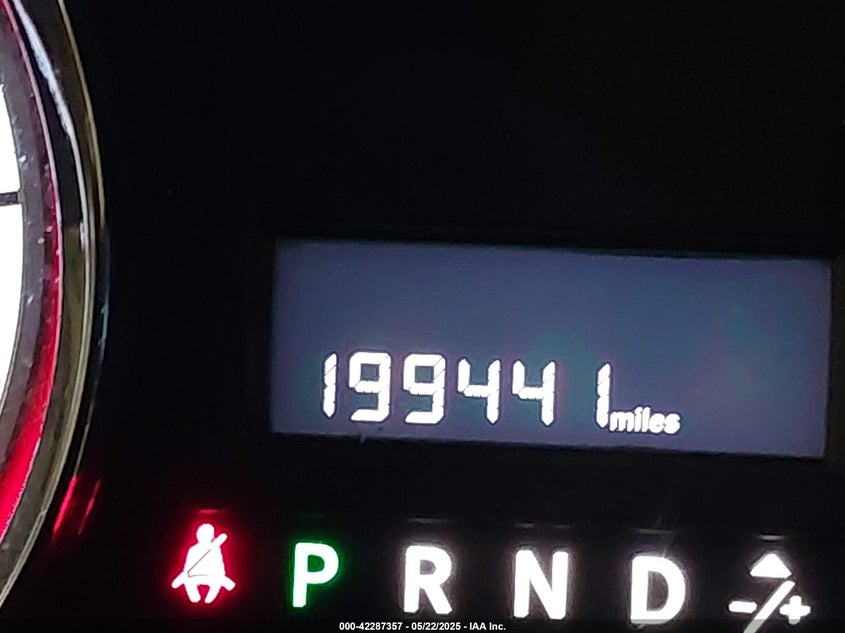 199441 miles
P R N D -/+
000-42287357 - 05/22/2025 - IAA Inc.